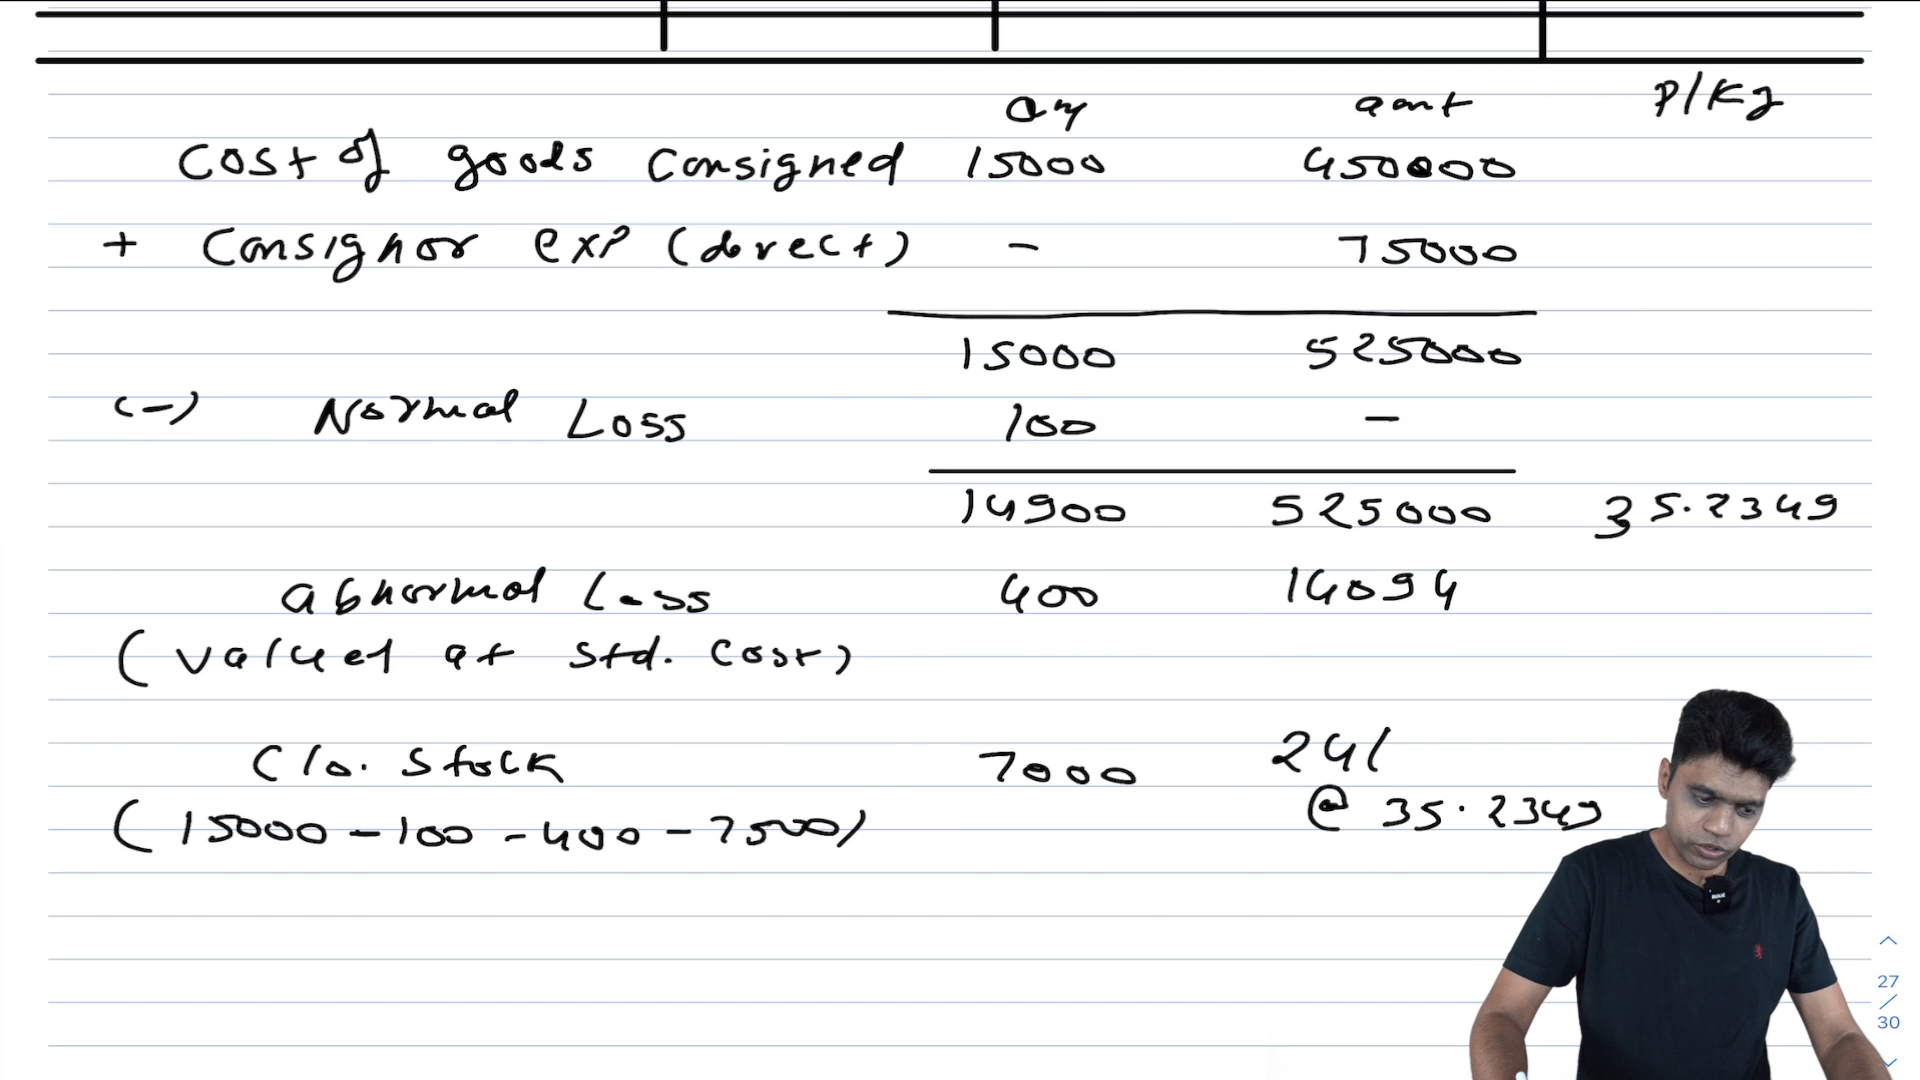 Qty amt P/Kg
Cost of goods Consigned 15000 450000
+ Consignor exp (direct) - 75000
15000 525000
(-) Normal Loss 100 -
14900 525000 35.2349
abnormal Loss 400 14094
(valued at std. Cost)
Clo. Stock 7000 246
@ 35.2349
(15000 - 100 - 400 - 7500)
27
/
30